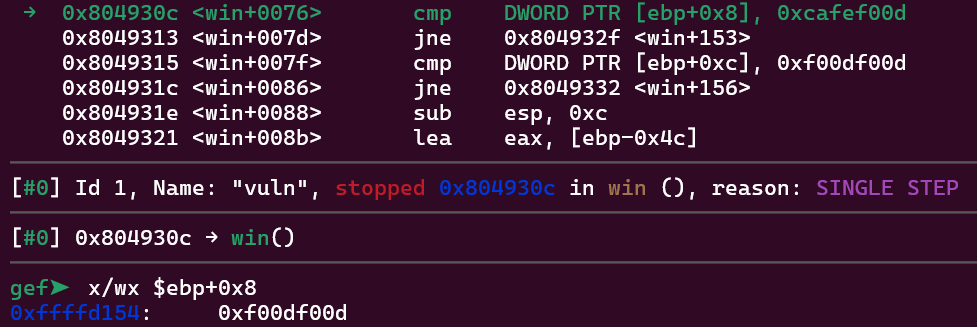 → 0x804930c <win+0076> cmp DWORD PTR [ebp+0x8], 0xcafef00d
0x8049313 <win+007d> jne 0x804932f <win+153>
0x8049315 <win+007f> cmp DWORD PTR [ebp+0xc], 0xf00df00d
0x804931c <win+0086> jne 0x8049332 <win+156>
0x804931e <win+0088> sub esp, 0xc
0x8049321 <win+008b> lea eax, [ebp-0x4c]
[#0] Id 1, Name: "vuln", stopped 0x804930c in win (), reason: SINGLE STEP
[#0] 0x804930c → win()
gef➤ x/wx $ebp+0x8
0xffffd154: 0xf00df00d